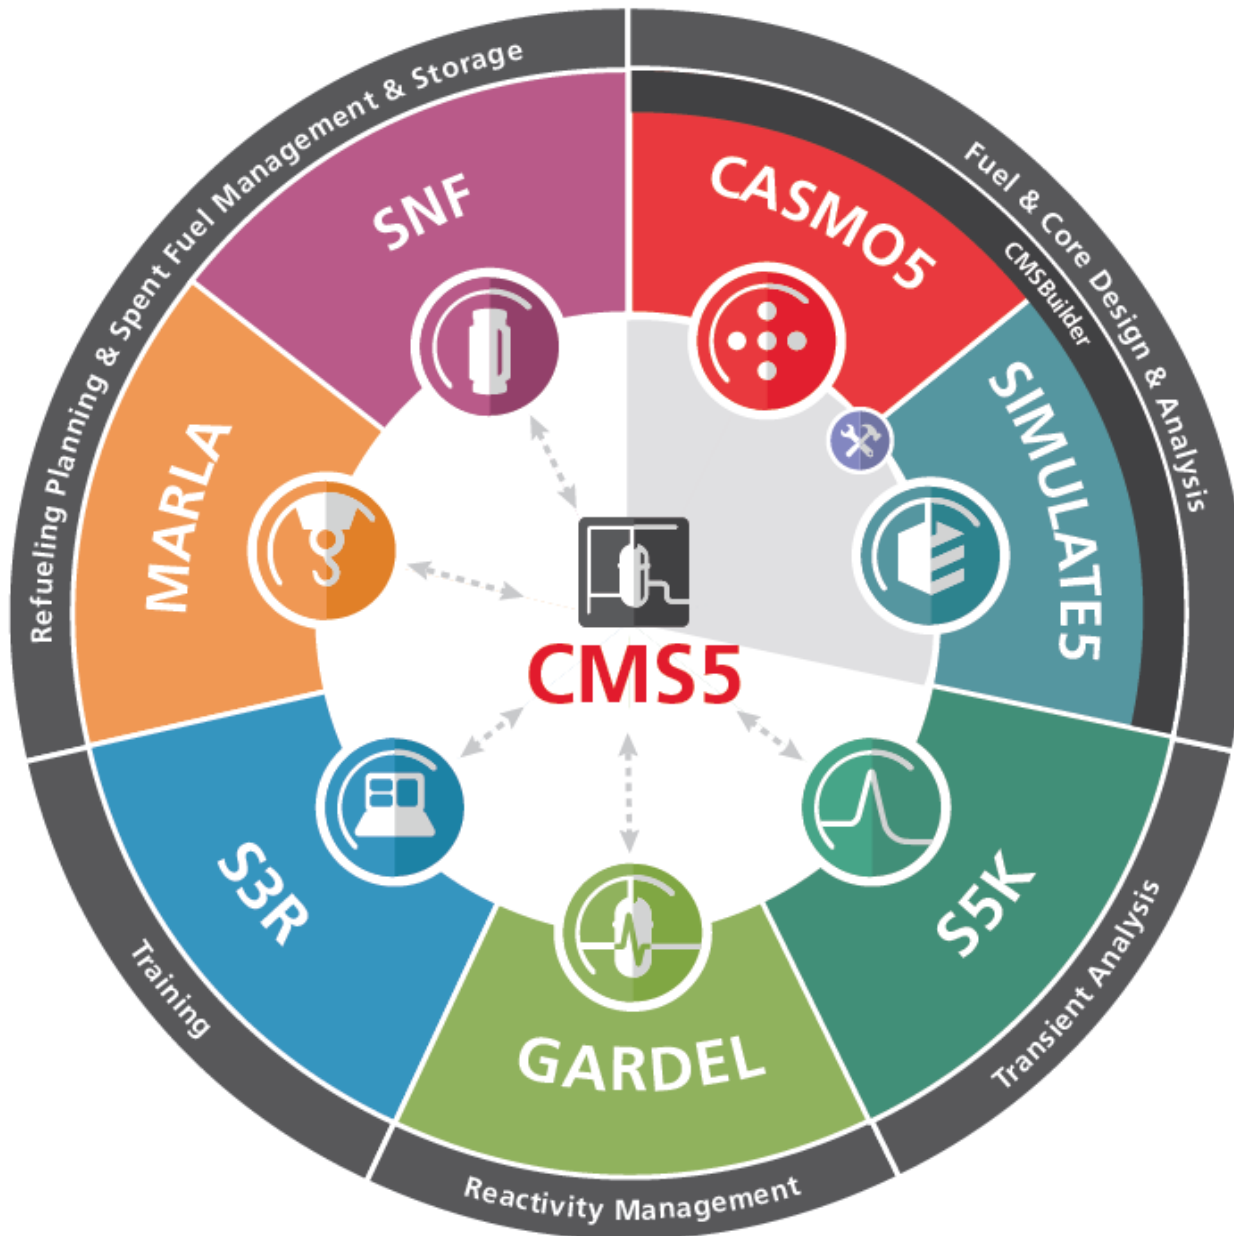 Refueling Planning & Spent Fuel Management & Storage
Fuel & Core Design & Analysis
CMSBuilder
SNF
CASMO5
SIMULATE5
MARLA
CMS5
S3R
S5K
GARDEL
Training
Transient Analysis
Reactivity Management